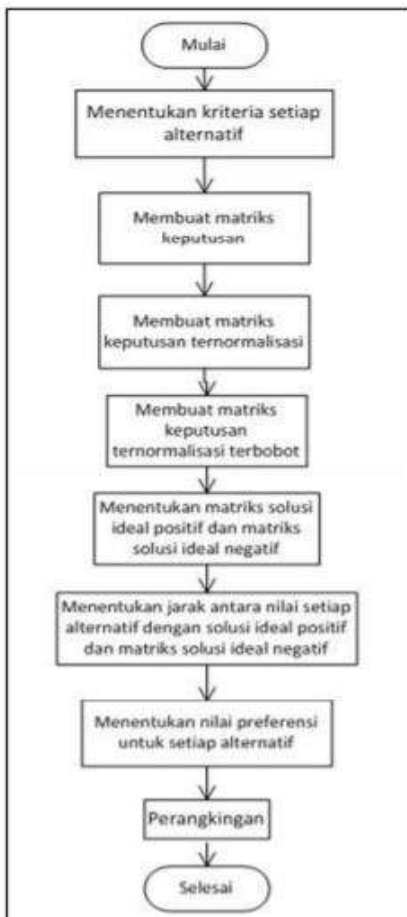 Mulai
Menentukan kriteria setiap
alternatif
Membuat matriks
keputusan
Membuat matriks
keputusan ternormalisasi
Membuat matriks
keputusan
ternormalisasi terbobot
Menentukan matriks solusi
ideal positif dan matriks
solusi ideal negatif
Menentukan jarak antara nilai setiap
alternatif dengan solusi ideal positif
dan matriks solusi ideal negatif
Menentukan nilai preferensi
untuk setiap alternatif
Perangkingan
Selesai